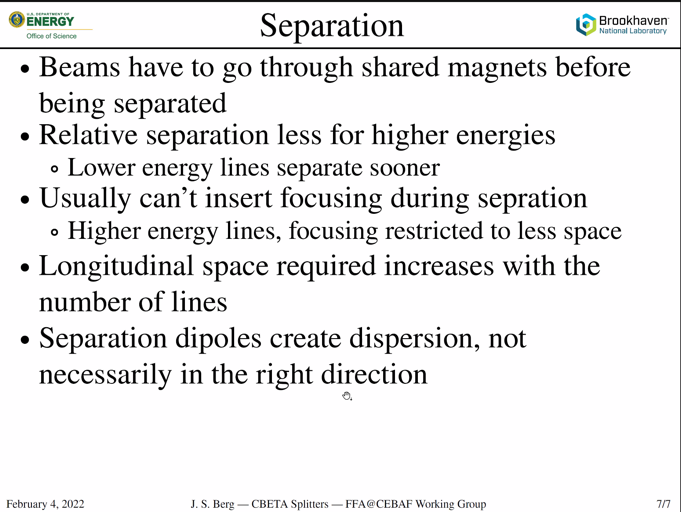 U.S. DEPARTMENT OF
ENERGY
Office of Science
Separation
Brookhaven
National Laboratory
• Beams have to go through shared magnets before
being separated
• Relative separation less for higher energies
∘ Lower energy lines separate sooner
• Usually can't insert focusing during sepration
∘ Higher energy lines, focusing restricted to less space
• Longitudinal space required increases with the
number of lines
• Separation dipoles create dispersion, not
necessarily in the right direction
February 4, 2022
J. S. Berg — CBETA Splitters — FFA@CEBAF Working Group
7/7